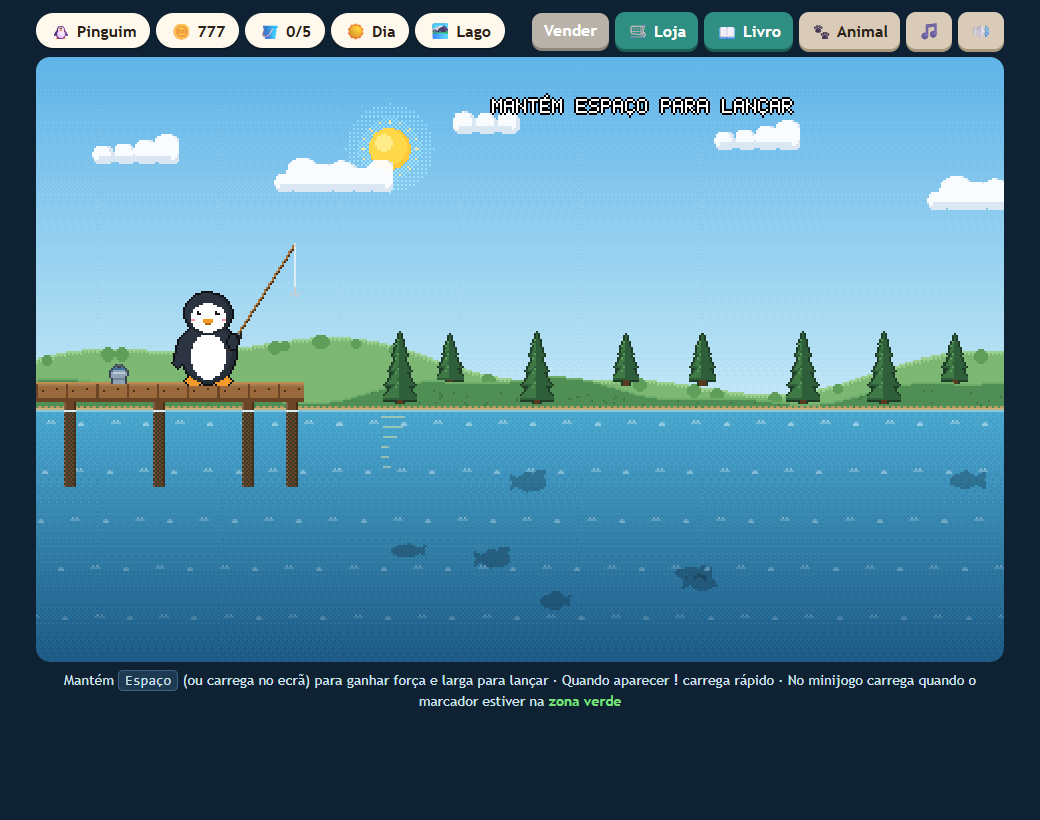 Pinguim
777
0/5
Dia
Lago
Vender
Loja
Livro
Animal
MANTÉM ESPAÇO PARA LANÇAR
Mantém Espaço (ou carrega no ecrã) para ganhar força e larga para lançar · Quando aparecer ! carrega rápido · No minijogo carrega quando o
marcador estiver na zona verde